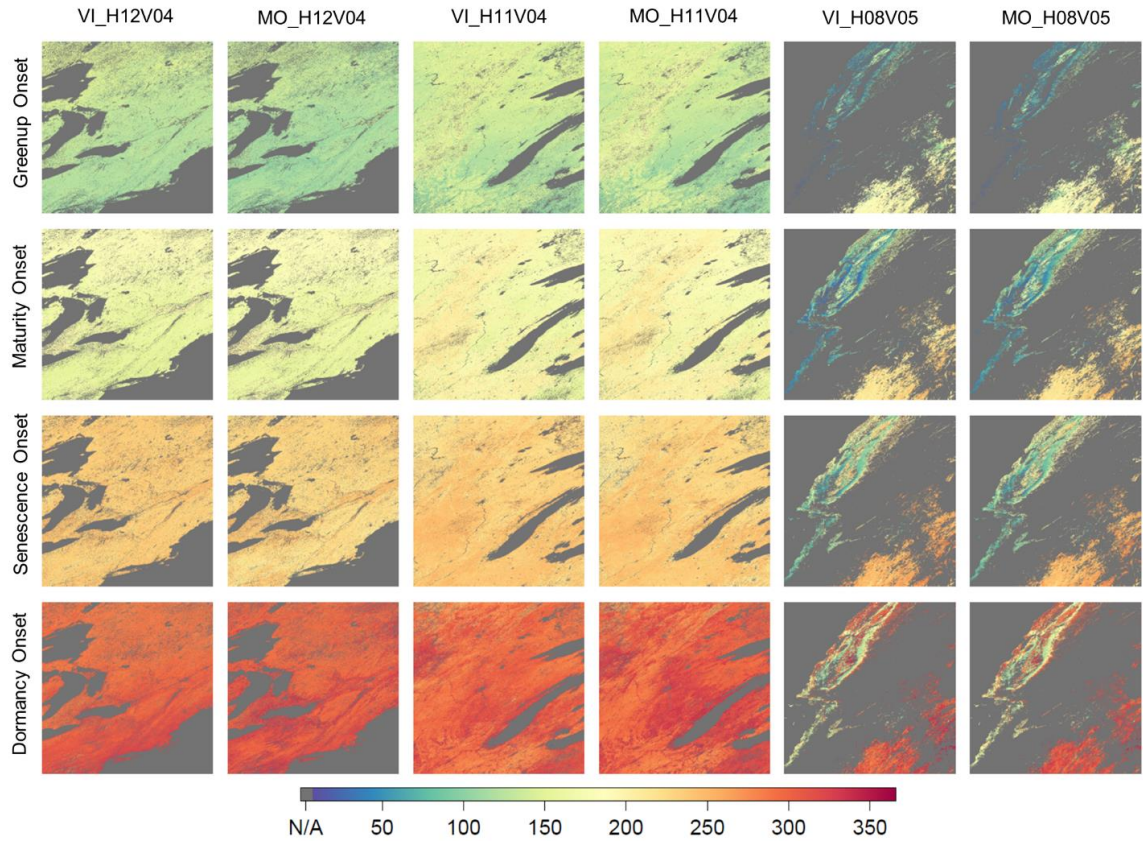 VI_H12V04 MO_H12V04 VI_H11V04 MO_H11V04 VI_H08V05 MO_H08V05
Greenup Onset
Maturity Onset
Senescence Onset
Dormancy Onset
N/A 50 100 150 200 250 300 350